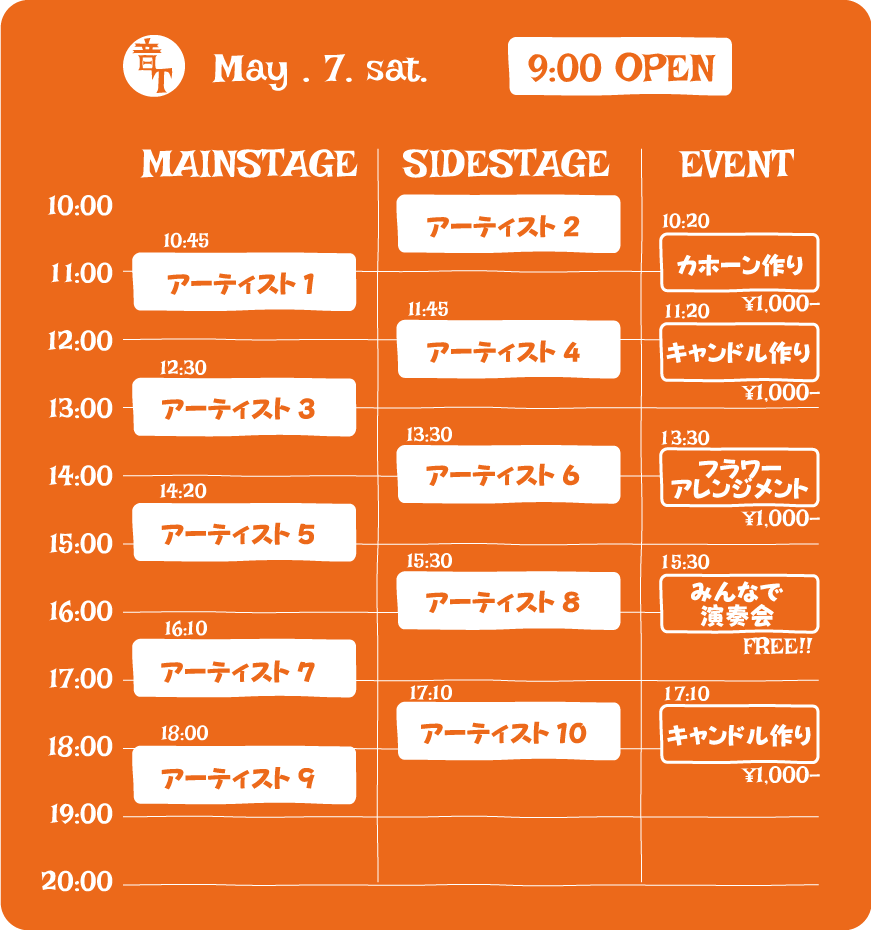 音T
May . 7. sat.
9:00 OPEN
MAINSTAGE
SIDESTAGE
EVENT
10:00
アーティスト 2
10:20
10:45
カホーン作り
11:00
アーティスト 1
¥1,000−
11:45
11:20
12:00
アーティスト 4
キャンドル作り
12:30
¥1,000−
13:00
アーティスト 3
13:30
13:30
14:00
アーティスト 6
フラワー
アレンジメント
14:20
¥1,000−
アーティスト 5
15:00
15:30
15:30
アーティスト 8
みんなで
演奏会
16:00
16:10
FREE!!
アーティスト 7
17:00
17:10
17:10
18:00
アーティスト 10
キャンドル作り
18:00
アーティスト 9
¥1,000−
19:00
20:00